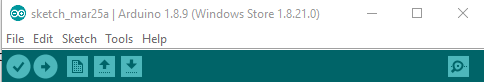 sketch_mar25a | Arduino 1.8.9 (Windows Store 1.8.21.0)
File Edit Sketch Tools Help